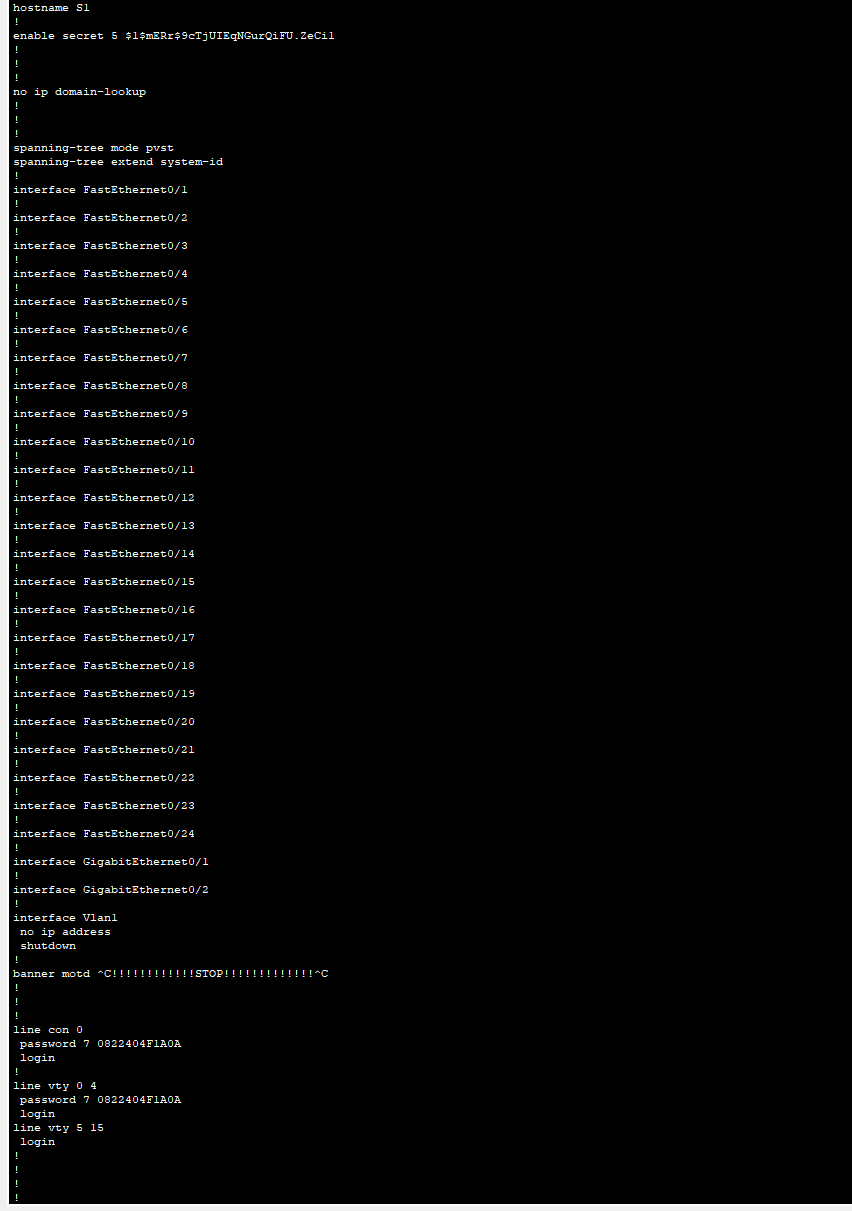 hostname S1
!
enable secret 5 $1$mERr$9cTjUIEqNGurQiFU.ZeCi1
!
!
!
no ip domain-lookup
!
!
!
spanning-tree mode pvst
spanning-tree extend system-id
!
interface FastEthernet0/1
!
interface FastEthernet0/2
!
interface FastEthernet0/3
!
interface FastEthernet0/4
!
interface FastEthernet0/5
!
interface FastEthernet0/6
!
interface FastEthernet0/7
!
interface FastEthernet0/8
!
interface FastEthernet0/9
!
interface FastEthernet0/10
!
interface FastEthernet0/11
!
interface FastEthernet0/12
!
interface FastEthernet0/13
!
interface FastEthernet0/14
!
interface FastEthernet0/15
!
interface FastEthernet0/16
!
interface FastEthernet0/17
!
interface FastEthernet0/18
!
interface FastEthernet0/19
!
interface FastEthernet0/20
!
interface FastEthernet0/21
!
interface FastEthernet0/22
!
interface FastEthernet0/23
!
interface FastEthernet0/24
!
interface GigabitEthernet0/1
!
interface GigabitEthernet0/2
!
interface Vlan1
 no ip address
 shutdown
!
banner motd ^C!!!!!!!!!!!!STOP!!!!!!!!!!!!!^C
!
!
!
line con 0
 password 7 0822404F1A0A
 login
!
line vty 0 4
 password 7 0822404F1A0A
 login
line vty 5 15
 login
!
!
!
!